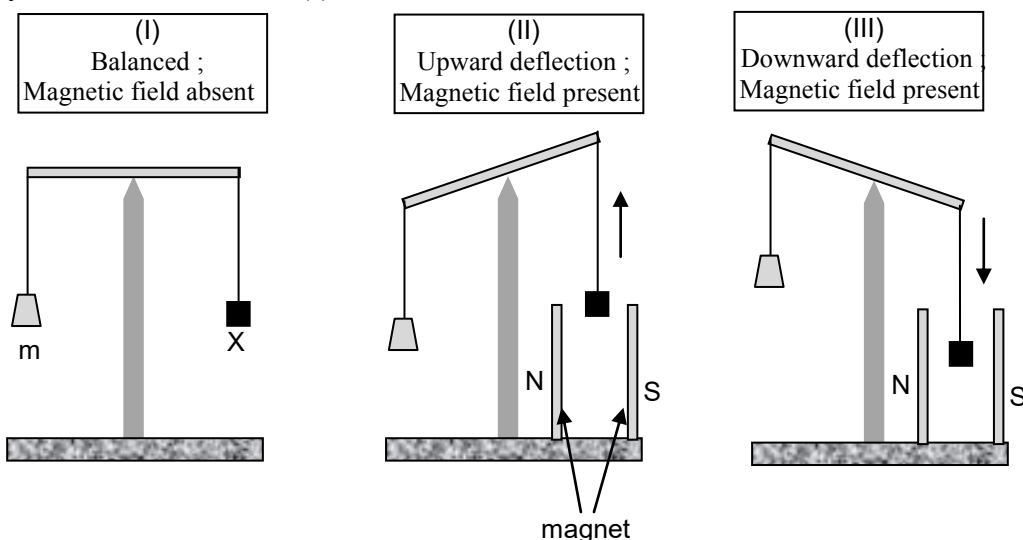 (I)
Balanced ;
Magnetic field absent
(II)
Upward deflection ;
Magnetic field present
(III)
Downward deflection ;
Magnetic field present
m
X
N
S
N
S
magnet